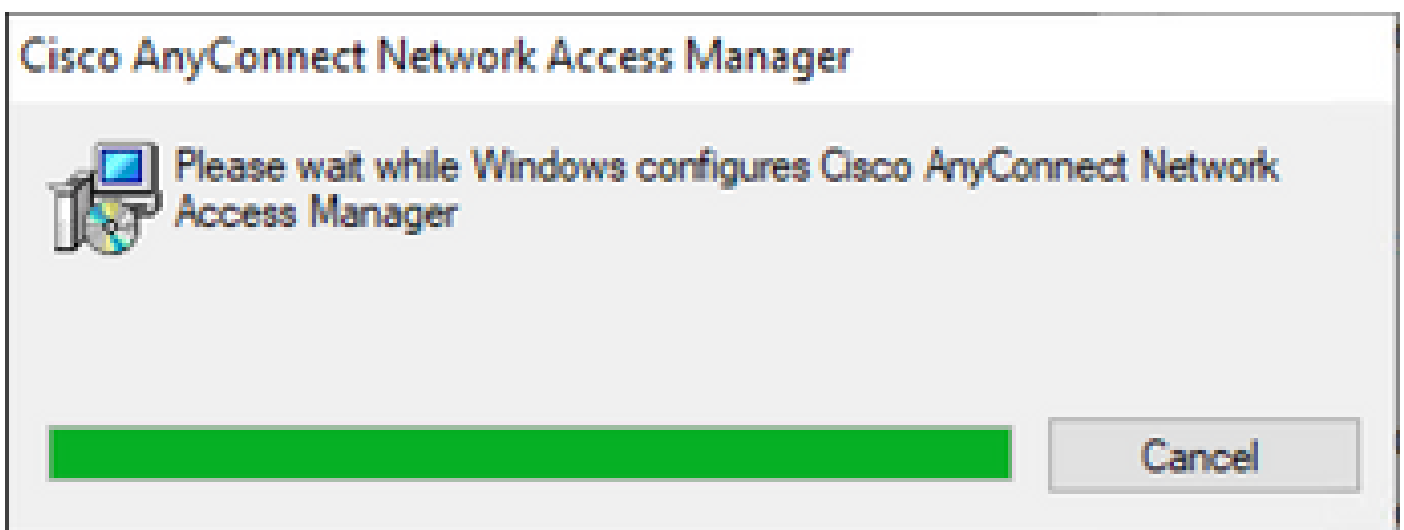 Cisco AnyConnect Network Access Manager
Please wait while Windows configures Cisco AnyConnect Network
Access Manager
Cancel